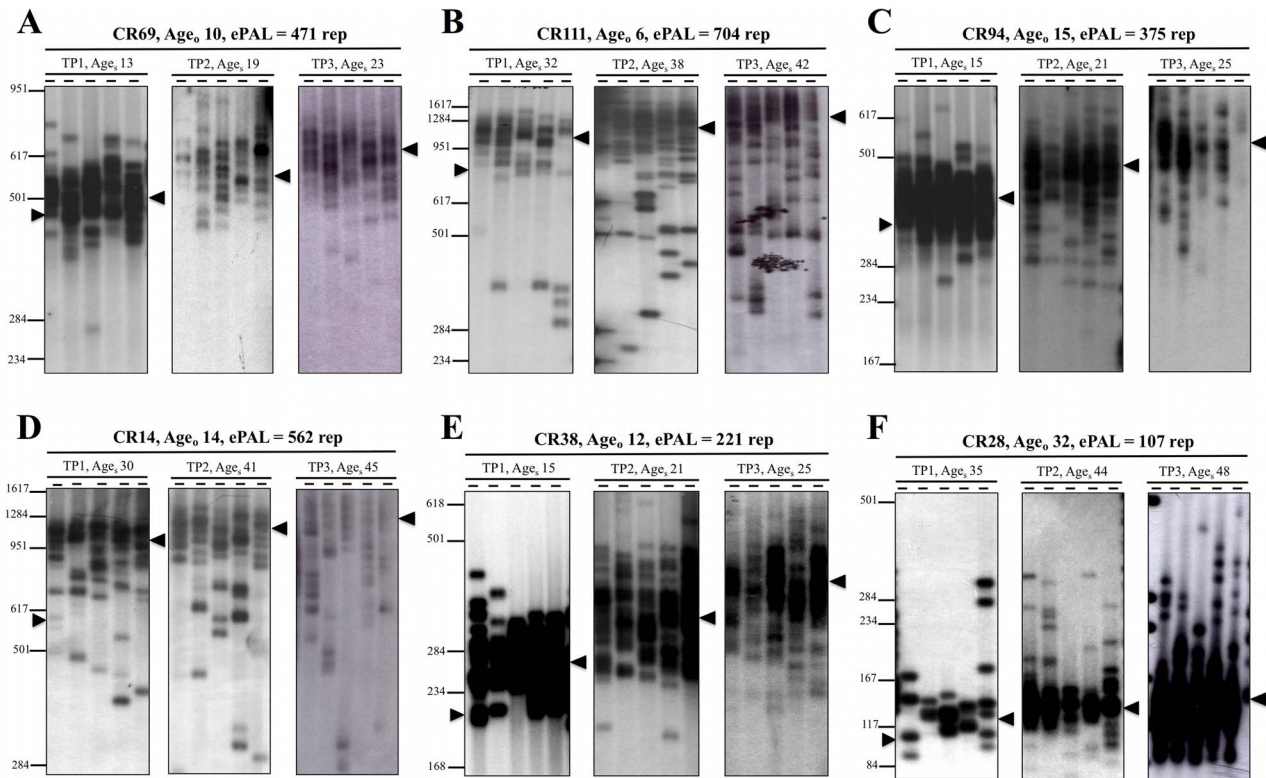 A
CR69, Ageₒ 10, ePAL = 471 rep
TP1, Ageₛ 13
TP2, Ageₛ 19
TP3, Ageₛ 23
951
617
501
284
234
B
CR111, Ageₒ 6, ePAL = 704 rep
TP1, Ageₛ 32
TP2, Ageₛ 38
TP3, Ageₛ 42
1617
1284
951
617
501
284
234
C
CR94, Ageₒ 15, ePAL = 375 rep
TP1, Ageₛ 15
TP2, Ageₛ 21
TP3, Ageₛ 25
617
501
284
234
167
D
CR14, Ageₒ 14, ePAL = 562 rep
TP1, Ageₛ 30
TP2, Ageₛ 41
TP3, Ageₛ 45
1617
1284
951
617
501
284
E
CR38, Ageₒ 12, ePAL = 221 rep
TP1, Ageₛ 15
TP2, Ageₛ 21
TP3, Ageₛ 25
618
501
284
234
168
F
CR28, Ageₒ 32, ePAL = 107 rep
TP1, Ageₛ 35
TP2, Ageₛ 44
TP3, Ageₛ 48
501
284
234
167
117
84